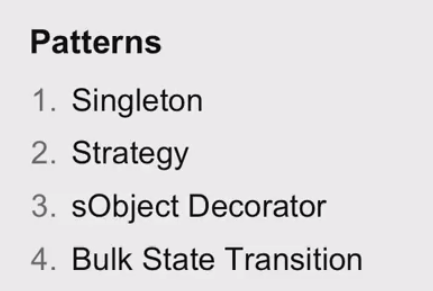 Patterns
1. Singleton
2. Strategy
3. sObject Decorator
4. Bulk State Transition